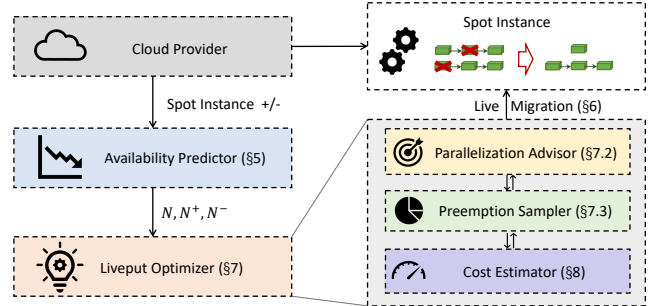 Cloud Provider
Spot Instance
Spot Instance +/-
Live Migration (§6)
Availability Predictor (§5)
Parallelization Advisor (§7.2)
N, N⁺, N⁻
Preemption Sampler (§7.3)
Liveput Optimizer (§7)
Cost Estimator (§8)